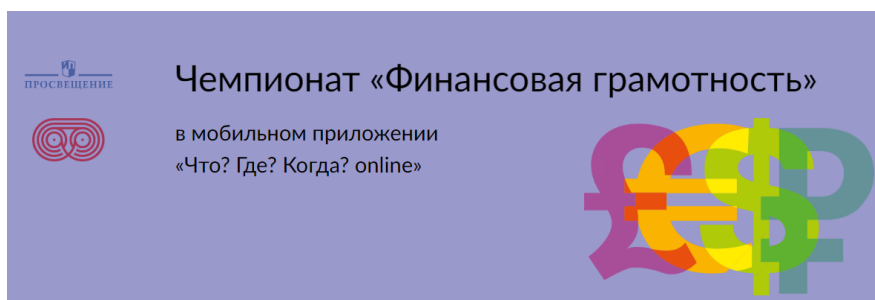 ПРОСВЕЩЕНИЕ
Чемпионат «Финансовая грамотность»
в мобильном приложении
«Что? Где? Когда? online»